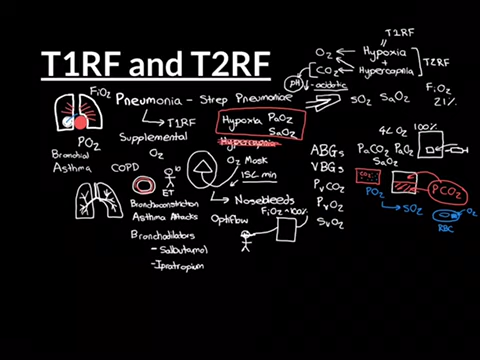 T1RF and T2RF
T1RF
O2
Hypoxia
+
CO2
Hypercapnia
T2RF
pH
- acidotic
FiO2
Pneumonia - Strep Pneumoniae
T1RF
Supplemental
O2
Hypoxia PaO2
SaO2
Hypercapnia
SO2 SaO2
FiO2
21%
PO2
Bronchial
Asthma
COPD
10
ET
O2 Mask
15L min
Nosebleeds
Optiflow
FiO2 ~100%
Bronchoconstriction
Asthma Attacks
Bronchodilators
- Salbutamol
- Ipratropium
ABGs
VBGs
PvCO2
PvO2
SvO2
4L O2 100%
PaCO2 PaO2
SaO2
CO2
PO2
SO2
PCO2
O2
RBC